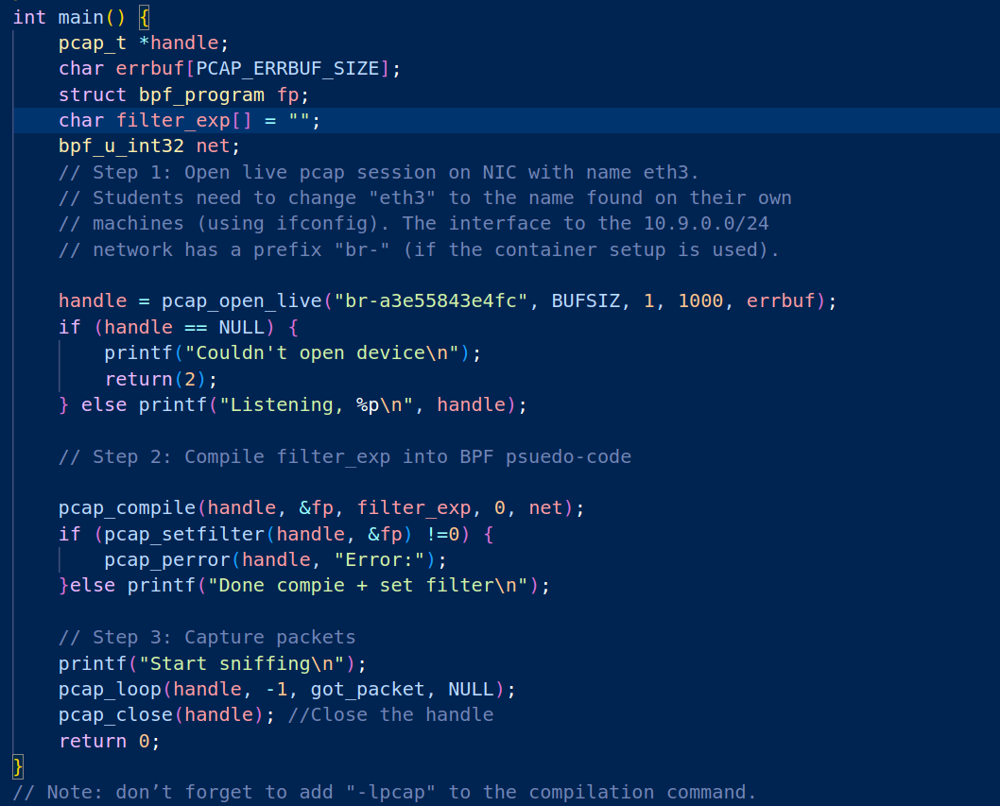 int main() {
    pcap_t *handle;
    char errbuf[PCAP_ERRBUF_SIZE];
    struct bpf_program fp;
    char filter_exp[] = "";
    bpf_u_int32 net;
    // Step 1: Open live pcap session on NIC with name eth3.
    // Students need to change "eth3" to the name found on their own
    // machines (using ifconfig). The interface to the 10.9.0.0/24
    // network has a prefix "br-" (if the container setup is used).

    handle = pcap_open_live("br-a3e55843e4fc", BUFSIZ, 1, 1000, errbuf);
    if (handle == NULL) {
        printf("Couldn't open device\n");
        return(2);
    } else printf("Listening, %p\n", handle);

    // Step 2: Compile filter_exp into BPF psuedo-code

    pcap_compile(handle, &fp, filter_exp, 0, net);
    if (pcap_setfilter(handle, &fp) !=0) {
        pcap_perror(handle, "Error:");
    }else printf("Done compie + set filter\n");

    // Step 3: Capture packets
    printf("Start sniffing\n");
    pcap_loop(handle, -1, got_packet, NULL);
    pcap_close(handle); //Close the handle
    return 0;
}
// Note: don’t forget to add "-lpcap" to the compilation command.